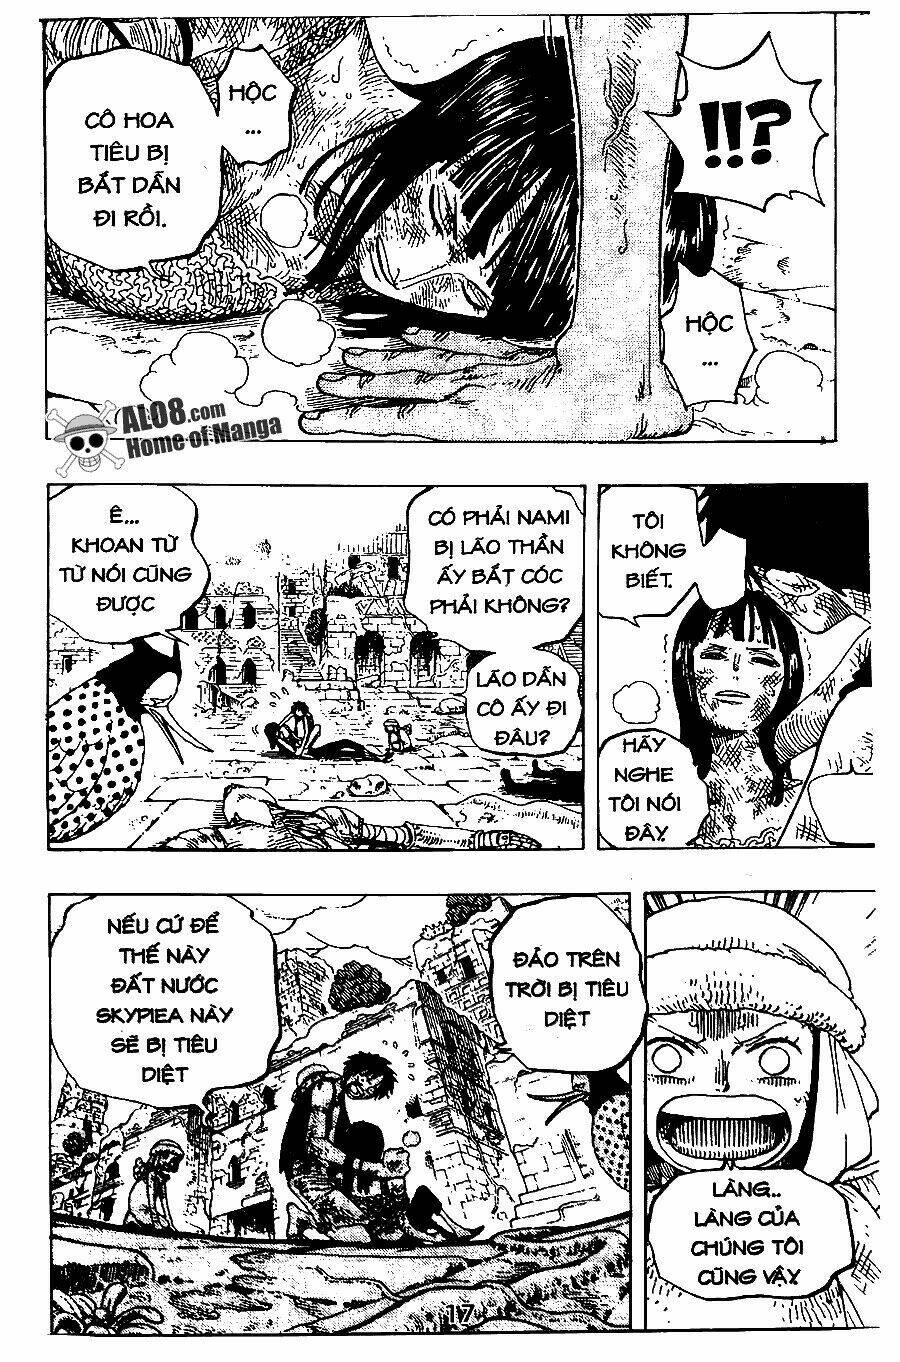 CÔ HOA
TIÊU BỊ
BẮT DẪN
ĐI RỒI.
HỘC
...
!!?
HỘC
...
AL08.com
Home of Manga
Ê...
KHOAN TỪ
TỪ NÓI CŨNG
ĐƯỢC
CÓ PHẢI NAMI
BỊ LÃO THẦN
ẤY BẮT CÓC
PHẢI KHÔNG?
LÃO DẪN
CÔ ẤY ĐI
ĐÂU?
TÔI
KHÔNG
BIẾT.
HÃY
NGHE
TÔI NÓI
ĐÂY.
NẾU CỨ ĐỂ
THẾ NÀY
ĐẤT NƯỚC
SKYPIEA NÀY
SẼ BỊ TIÊU
DIỆT
ĐẢO TRÊN
TRỜI BỊ TIÊU
DIỆT
LÀNG..
LÀNG CỦA
CHÚNG TÔI
CŨNG VẬY
17